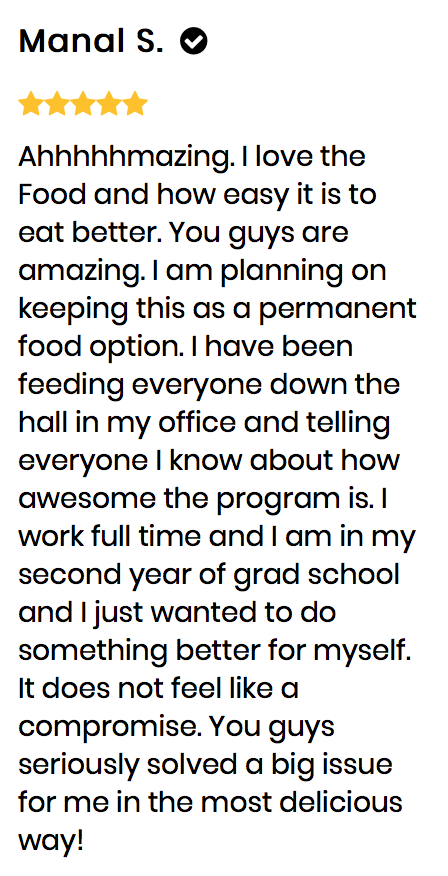 Manal S.
Ahhhhhmazing. I love the
Food and how easy it is to
eat better. You guys are
amazing. I am planning on
keeping this as a permanent
food option. I have been
feeding everyone down the
hall in my office and telling
everyone I know about how
awesome the program is. I
work full time and I am in my
second year of grad school
and I just wanted to do
something better for myself.
It does not feel like a
compromise. You guys
seriously solved a big issue
for me in the most delicious
way!